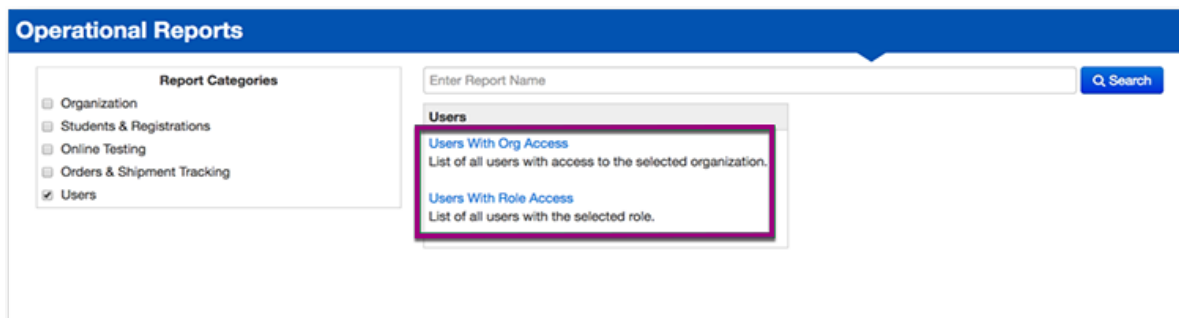 Operational Reports
Report Categories
Organization
Students & Registrations
Online Testing
Orders & Shipment Tracking
Users
Enter Report Name
Search
Users
Users With Org Access
List of all users with access to the selected organization.
Users With Role Access
List of all users with the selected role.